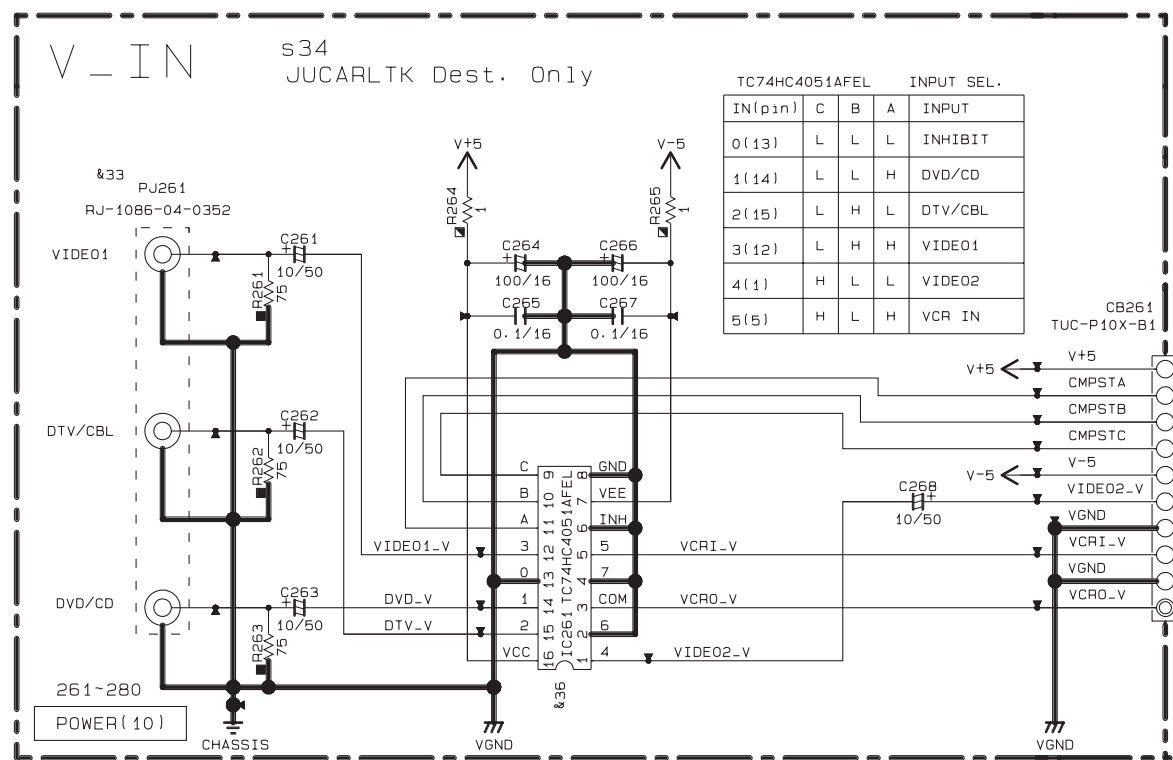 V_IN
s34
JUCARLTK Dest. Only
TC74HC4051AFEL INPUT SEL.
IN(pin) C B A INPUT
0(13) L L L INHIBIT
1(14) L L H DVD/CD
2(15) L H L DTV/CBL
3(12) L H H VIDEO1
4(1) H L L VIDEO2
5(5) H L H VCR IN
&33
PJ261
RJ-1086-04-0352
VIDEO1
C261
+
10/50
R261
75
DTV/CBL
C262
+
10/50
R262
75
DVD/CD
C263
+
10/50
R263
75
261~280
POWER(10)
CHASSIS
V+5
R264
1
V-5
R265
1
C264
+
100/16
C266
+
100/16
C265
0.1/16
C267
0.1/16
C 9 8 GND
B 10 7 VEE
A 11 6 INH
VIDEO1_V 3 12 5 5 VCRI_V
0 13 4 7
DVD_V 1 14 3 COM VCRO_V
DTV_V 2 15 2 6
VCC 16 1 4 VIDEO2_V
IC261 TC74HC4051AFEL
&36
VGND
C268
+
10/50
CB261
TUC-P10X-B1
V+5 V+5
CMPSTA
CMPSTB
CMPSTC
V-5 V-5
VIDEO2_V
VGND
VCRI_V
VGND
VCRO_V
VGND